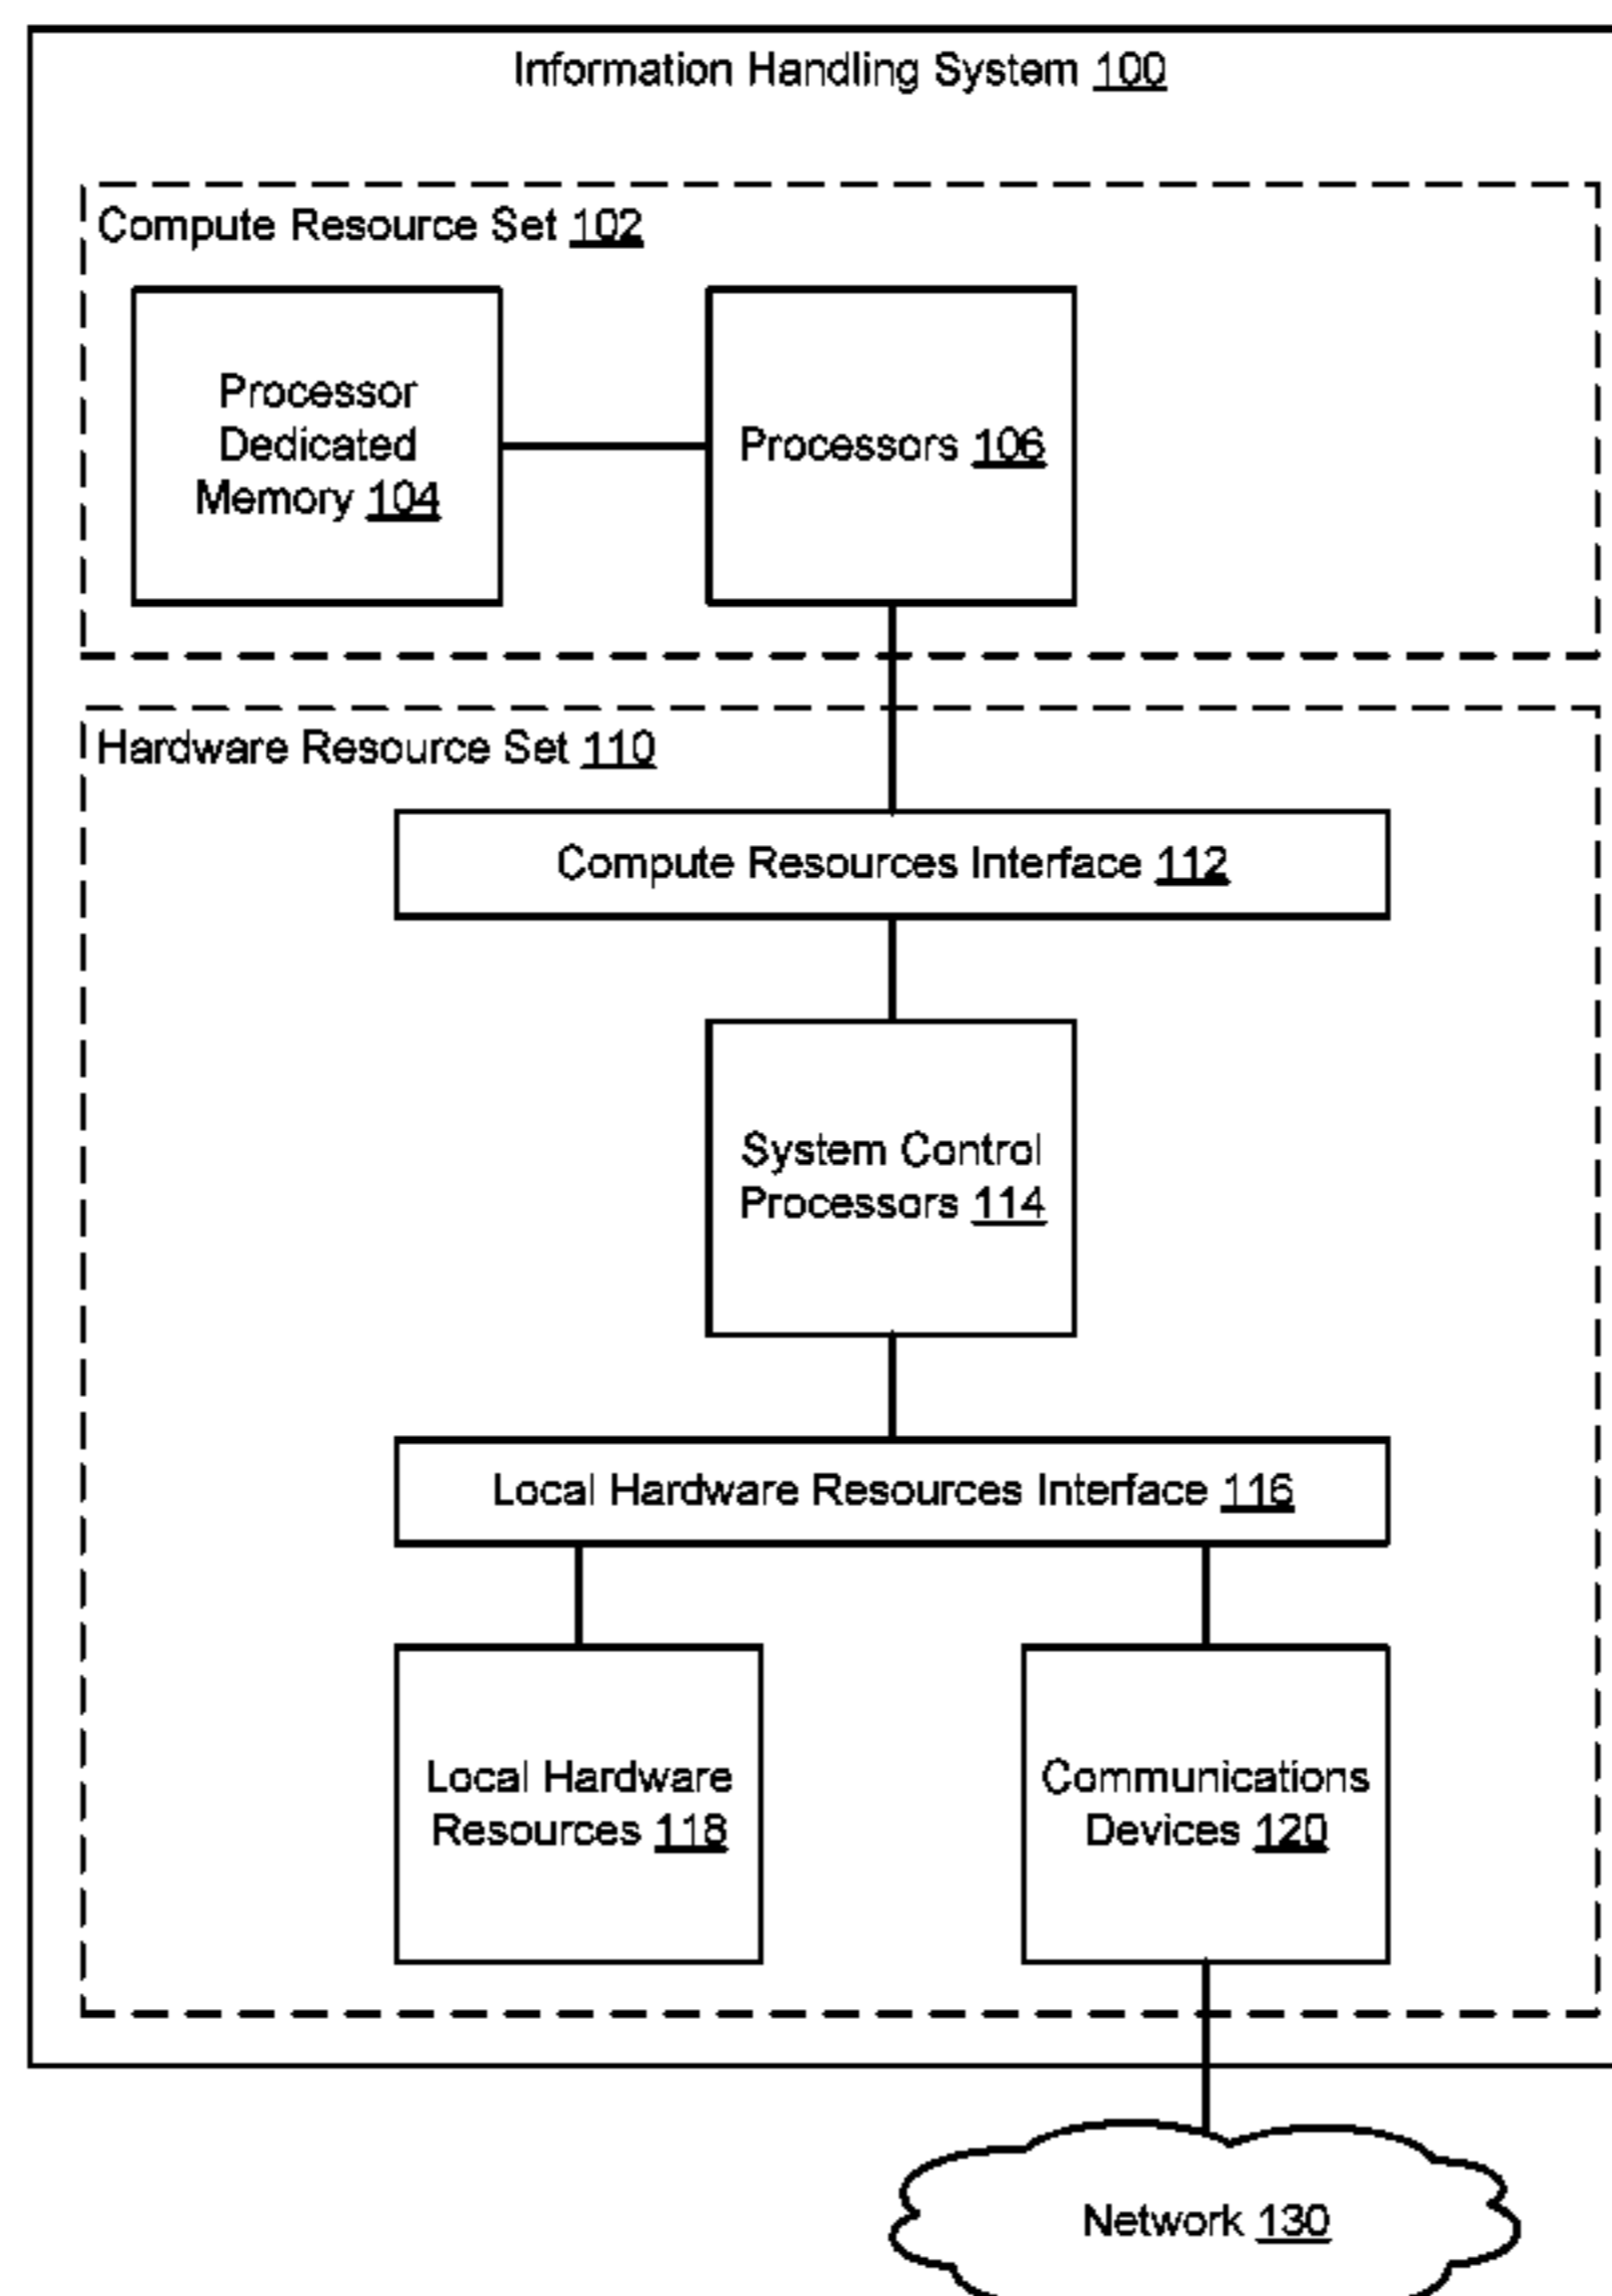 Information Handling System 100
Compute Resource Set 102
Processor
Dedicated
Memory 104
Processors 106
Hardware Resource Set 110
Compute Resources Interface 112
System Control
Processors 114
Local Hardware Resources Interface 116
Local Hardware
Resources 118
Communications
Devices 120
Network 130